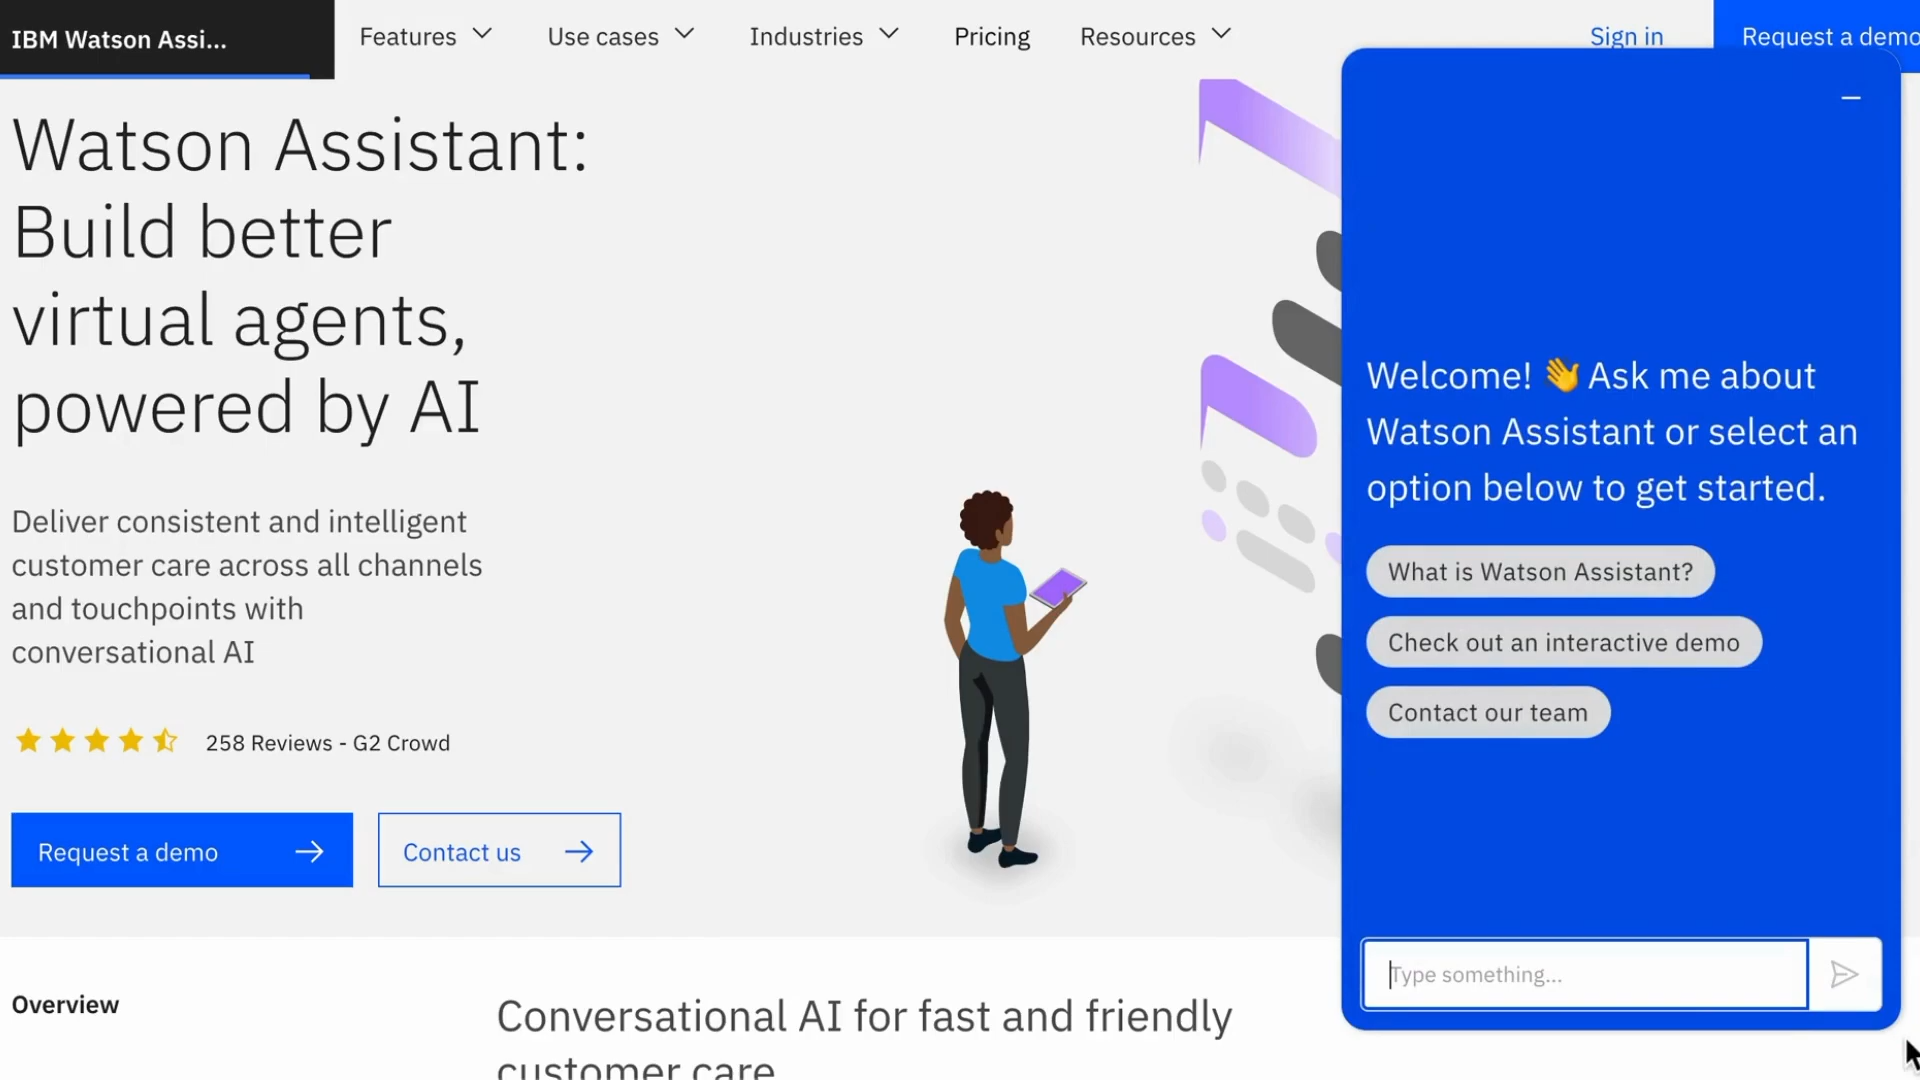 IBM Watson Assi...
Features
Use cases
Industries
Pricing
Resources
Sign in
Request a demo
Watson Assistant:
Build better
virtual agents,
powered by AI
Deliver consistent and intelligent
customer care across all channels
and touchpoints with
conversational AI
258 Reviews - G2 Crowd
Request a demo
Contact us
Overview
Conversational AI for fast and friendly
customer care
Welcome! 👋 Ask me about
Watson Assistant or select an
option below to get started.
What is Watson Assistant?
Check out an interactive demo
Contact our team
Type something...